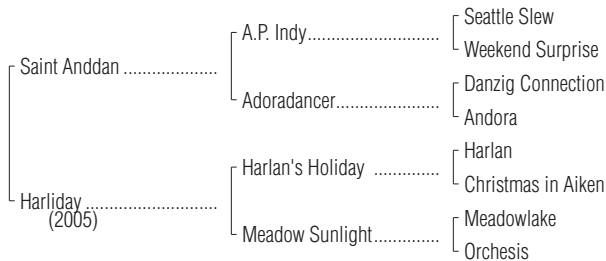 Seattle Slew
A.P. Indy..............................
Weekend Surprise
Saint Anddan .....................
Danzig Connection
Adoradancer........................
Andora
Harlan
Harlan's Holiday ...............
Christmas in Aiken
Harliday ..............................
(2005)
Meadowlake
Meadow Sunlight...............
Orchesis